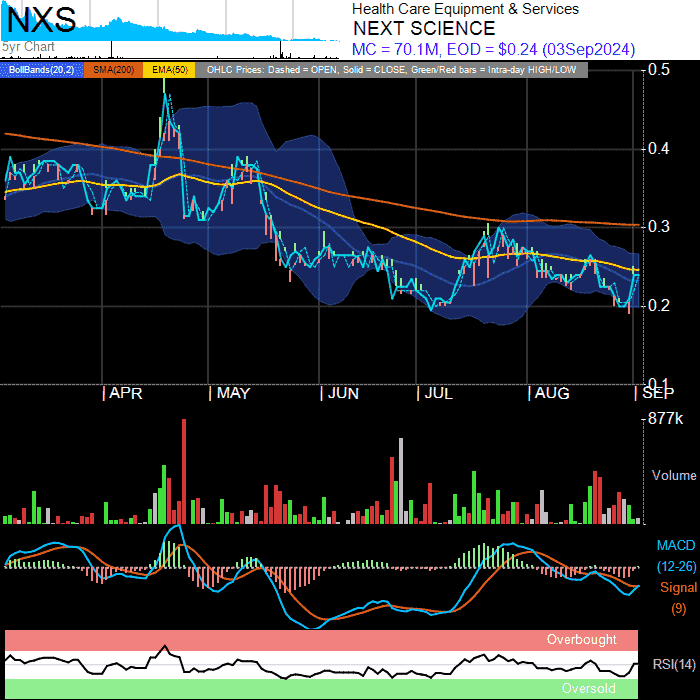 NXS
Health Care Equipment & Services
NEXT SCIENCE
5yr Chart
MC = 70.1M, EOD = $0.24 (03Sep2024)
BollBands(20,2) SMA(200) EMA(50) OHLC Prices: Dashed = OPEN, Solid = CLOSE, Green/Red bars = Intra-day HIGH/LOW
0.5
0.4
0.3
0.2
0.1
APR MAY JUN JUL AUG SEP
877k
Volume
MACD
(12-26)
Signal
(9)
Overbought
RSI(14)
Oversold